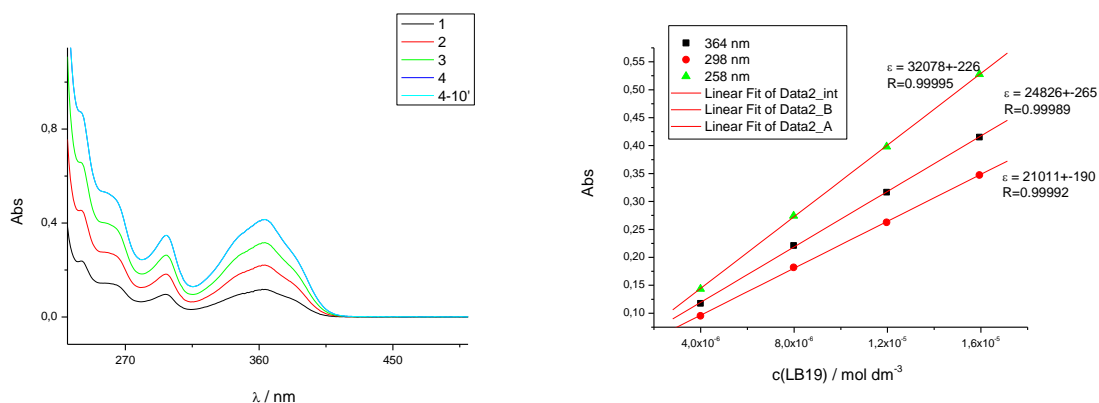 1
2
3
4
4-10'
0,8
0,4
0,0
Abs
270
360
450
λ / nm
364 nm
298 nm
258 nm
Linear Fit of Data2_int
Linear Fit of Data2_B
Linear Fit of Data2_A
ε = 32078+-226
R=0.99995
ε = 24826+-265
R=0.99989
ε = 21011+-190
R=0.99992
0,55
0,50
0,45
0,40
0,35
0,30
0,25
0,20
0,15
0,10
Abs
4,0x10⁻⁶
8,0x10⁻⁶
1,2x10⁻⁵
1,6x10⁻⁵
c(LB19) / mol dm⁻³